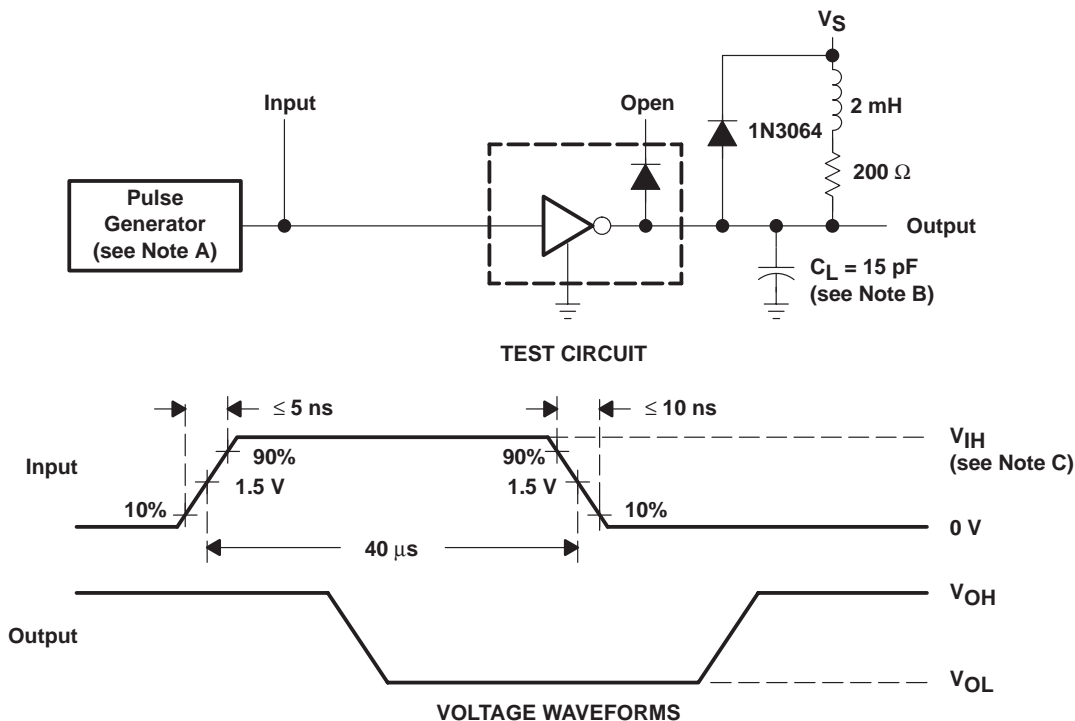 VS
Input
Open
2 mH
1N3064
200 Ω
Pulse
Generator
(see Note A)
Output
CL = 15 pF
(see Note B)
TEST CIRCUIT
≤ 5 ns
≤ 10 ns
VIH
(see Note C)
Input
90%
90%
1.5 V
1.5 V
10%
10%
0 V
40 μs
VOH
Output
VOL
VOLTAGE WAVEFORMS